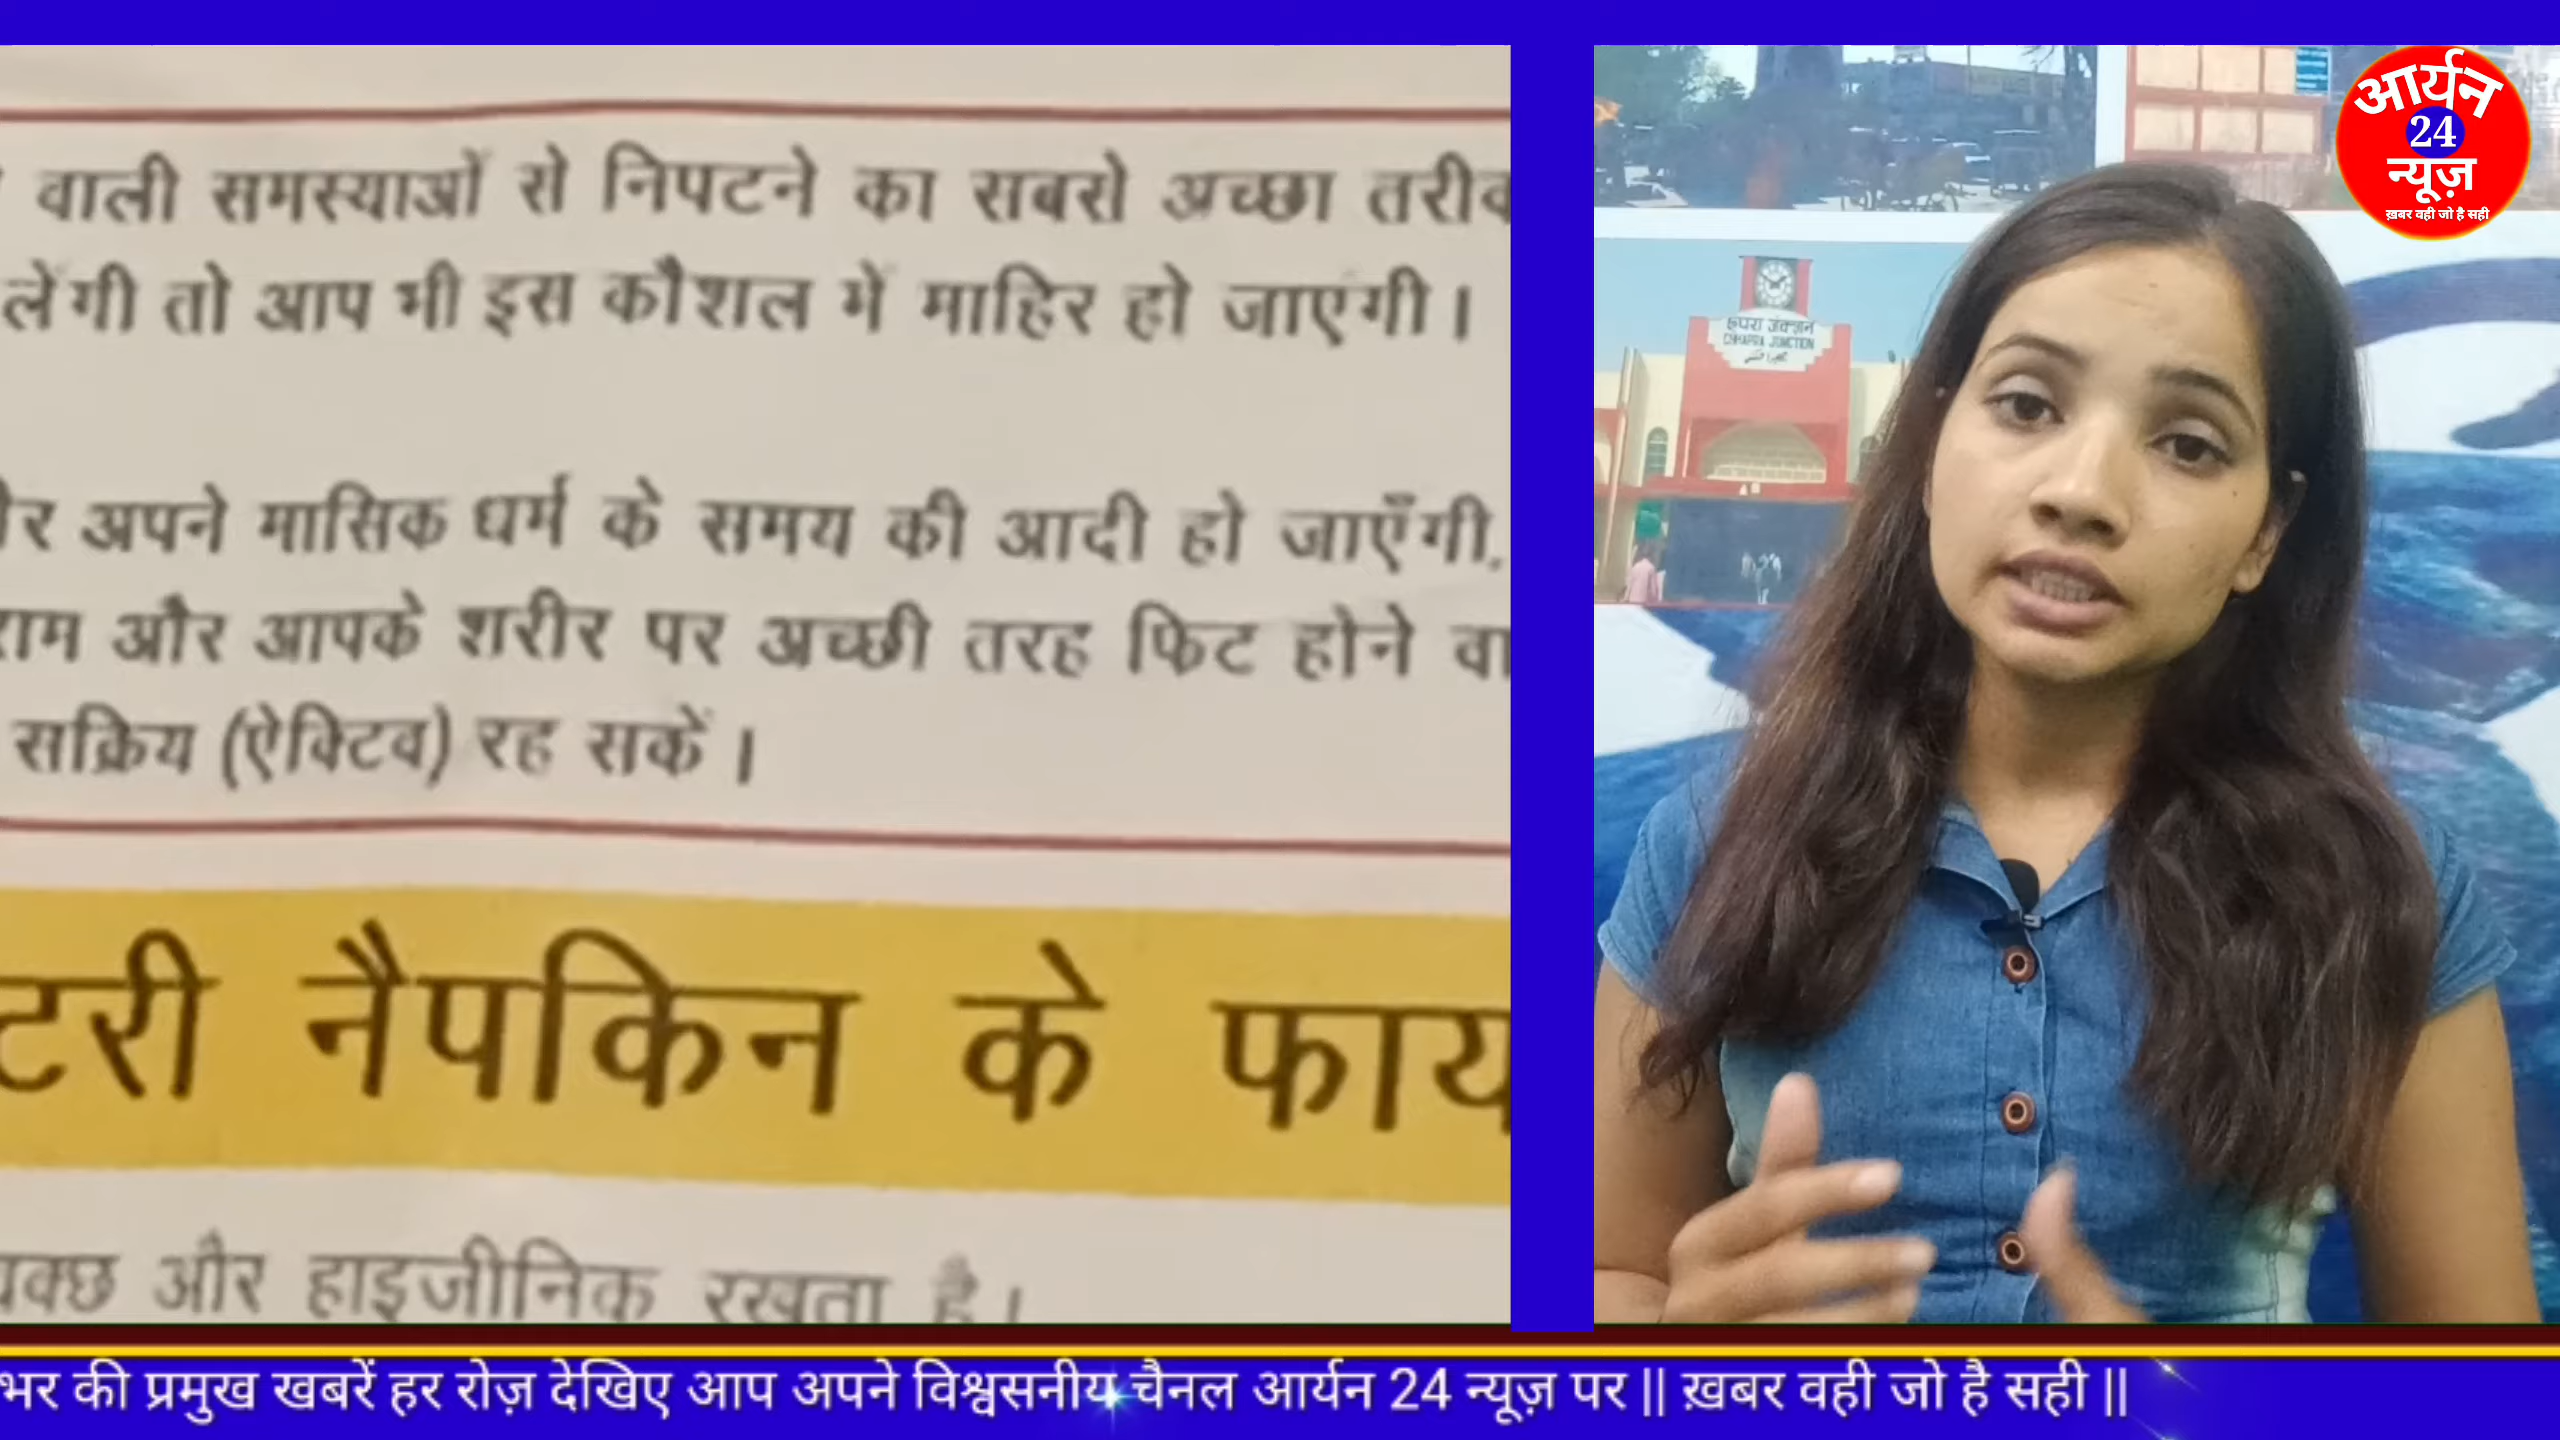 वाली समस्याओं से निपटने का सबसे अच्छा
लेंगी तो आप भी इस कौशल में माहिर हो जाएंगी।
अपने मासिक धर्म के समय की आदी हो जाएँगी,
और आपके शरीर पर अच्छी तरह फिट होने
सक्रिय (ऐक्टिव) रह सकें।
टरी नैपकिन के फाय
और हाइजीनिक रखता है।
छपरा जंक्शन
CHHAPRA JUNCTION
आर्यन
24
न्यूज़
ख़बर वही जो है सही
भर की प्रमुख खबरें हर रोज़ देखिए आप अपने विश्वसनीय चैनल आर्यन 24 न्यूज़ पर || ख़बर वही जो है सही ||